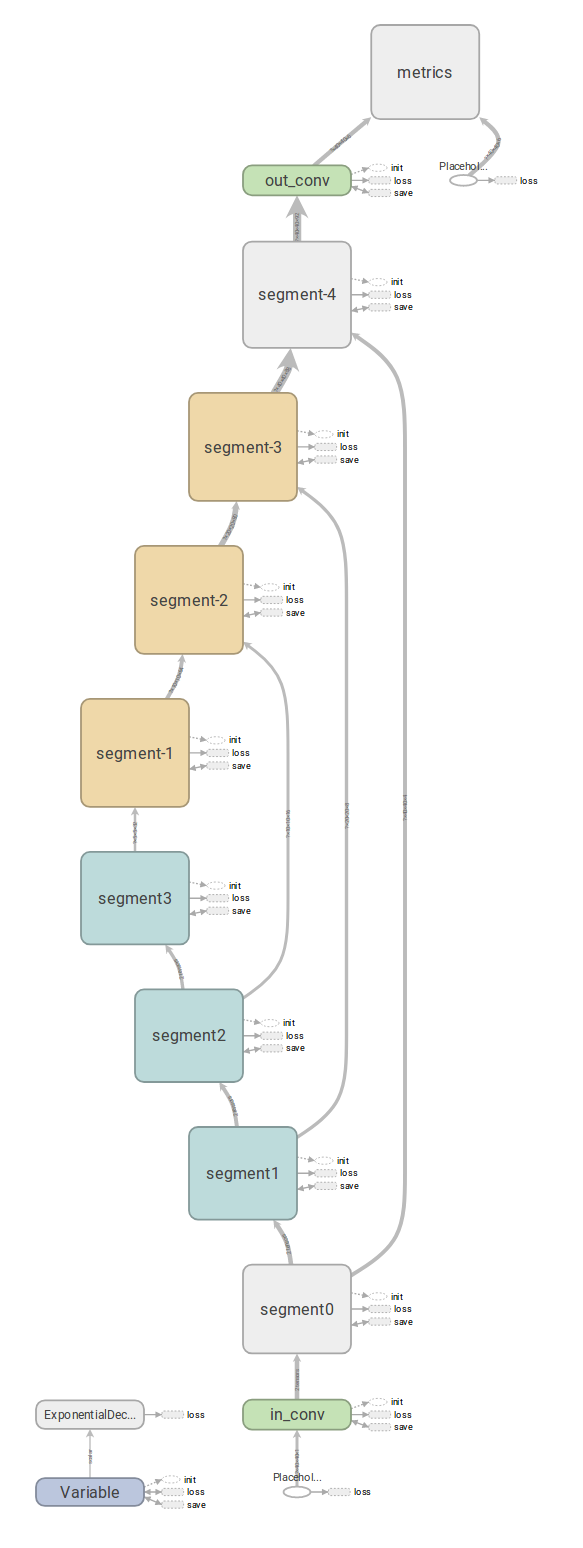 metrics
Placehol...
loss
out_conv
init
loss
save
segment-4
init
loss
save
segment-3
init
loss
save
segment-2
init
loss
save
segment-1
init
loss
save
segment3
init
loss
save
segment2
init
loss
save
segment1
init
loss
save
segment0
init
loss
save
in_conv
init
loss
save
ExponentialDec...
loss
scalar
Placehol...
loss
Variable
init
loss
save